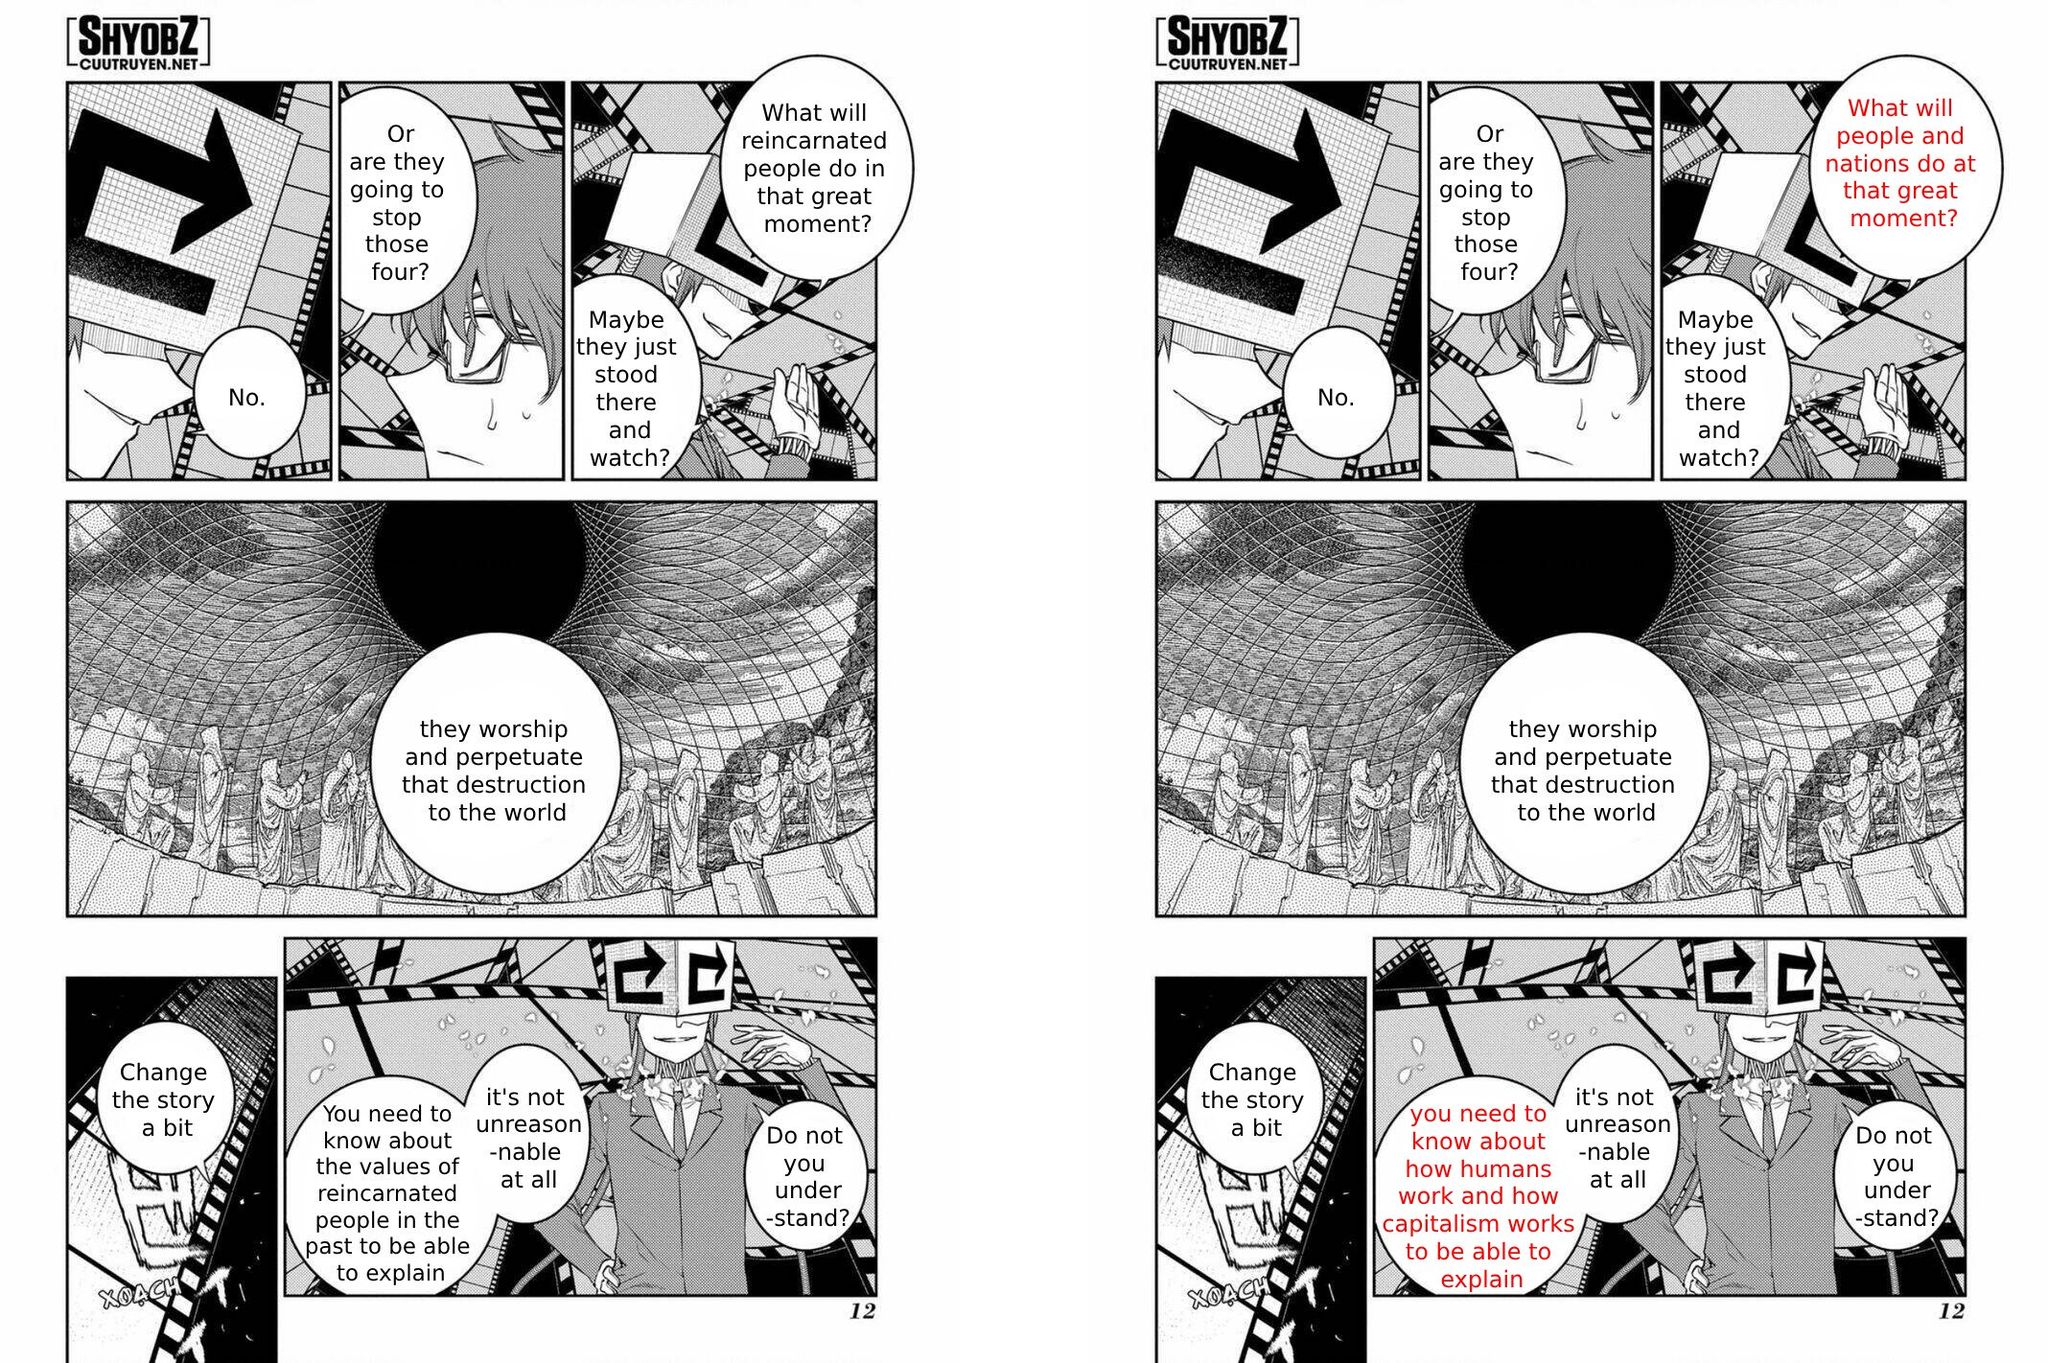 SHYOBZ
CUUTRUYEN.NET
What will
reincarnated
people do in
that great
moment?
Maybe
they just
stood
there
and
watch?
Or
are they
going to
stop
those
four?
No.
they worship
and perpetuate
that destruction
to the world
Do not
you
under
-stand?
it's not
unreason
-nable
at all
You need to
know about
the values of
reincarnated
people in the
past to be able
to explain
Change
the story
a bit
XOẠCH
12
SHYOBZ
CUUTRUYEN.NET
What will
people and
nations do at
that great
moment?
Maybe
they just
stood
there
and
watch?
Or
are they
going to
stop
those
four?
No.
they worship
and perpetuate
that destruction
to the world
Do not
you
under
-stand?
it's not
unreason
-nable
at all
you need to
know about
how humans
work and how
capitalism works
to be able to
explain
Change
the story
a bit
XOẠCH
12